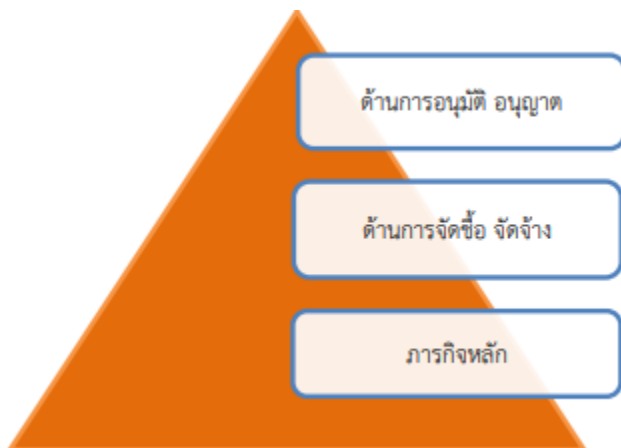 ด้านการอนุมัติ อนุญาต
ด้านการจัดซื้อ จัดจ้าง
ภารกิจหลัก